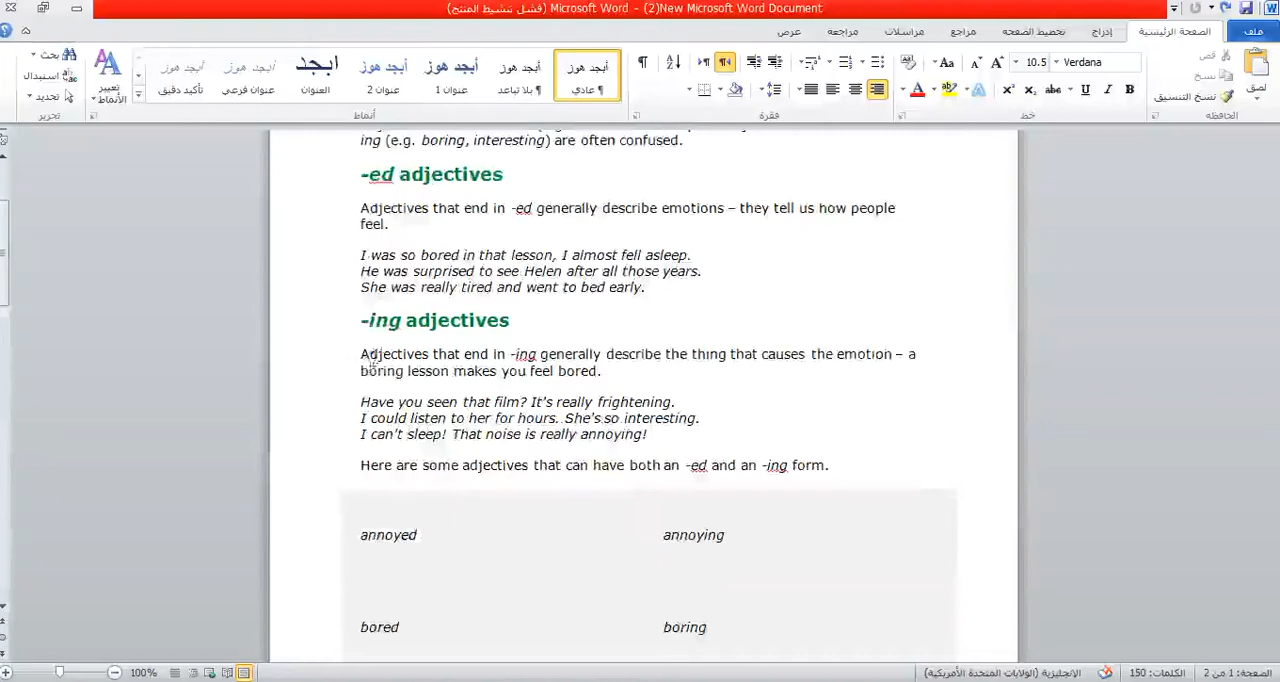 New Microsoft Word Document(2) - Microsoft Word (فشل تنشيط المنتج)
ملف الصفحة الرئيسية إدراج تخطيط الصفحة مراجع مراسلات مراجعة عرض
لصق
قص
نسخ
نسخ التنسيق
الحافظة
Verdana 10.5
خط
فقرة
أبجد هوز أبجد هوز أبجد هوز أبجد هوز أبجد أبجد هوز أبجد هوز
عادي ¶ بلا تباعد ¶ عنوان 1 عنوان 2 العنوان عنوان فرعي تأكيد دقيق
تغيير الأنماط
أنماط
بحث
استبدال
تحديد
تحرير
ing (e.g. boring, interesting) are often confused.
-ed adjectives
Adjectives that end in -ed generally describe emotions – they tell us how people
feel.
I was so bored in that lesson, I almost fell asleep.
He was surprised to see Helen after all those years.
She was really tired and went to bed early.
-ing adjectives
Adjectives that end in -ing generally describe the thing that causes the emotion – a
boring lesson makes you feel bored.
Have you seen that film? It's really frightening.
I could listen to her for hours. She's so interesting.
I can't sleep! That noise is really annoying!
Here are some adjectives that can have both an -ed and an -ing form.
annoyed annoying
bored boring
الصفحة: 1 من 2 الكلمات: 150 الإنجليزية (الولايات المتحدة الأمريكية)
100%